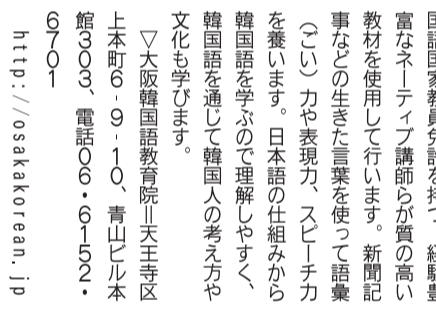 国語国家教員免許を持つ、経験豊
富なネーティブ講師らが質の高い
教材を使用して行います。新聞記
事などの生きた言葉を使って語彙
（ごい）力や表現力、スピーチ力
を養います。日本語の仕組みから
韓国語を学ぶので理解しやすく、
韓国語を通じて韓国人の考え方や
文化も学びます。
▽大阪韓国語教育院＝天王寺区
上本町6-9-10、青山ビル本
館303、電話06・6152・
6701
http://osakakorean.jp